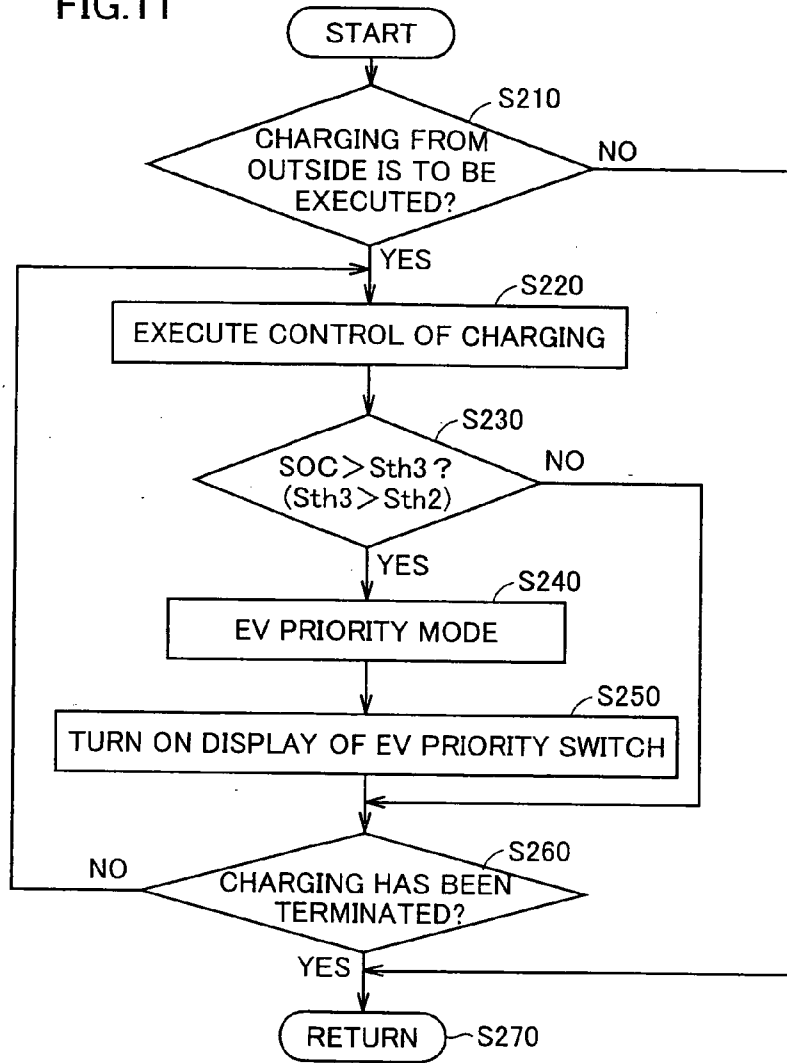 FIG.11
START
S210
CHARGING FROM
OUTSIDE IS TO BE
EXECUTED?
NO
YES
S220
EXECUTE CONTROL OF CHARGING
S230
SOC>Sth3?
(Sth3>Sth2)
NO
YES
S240
EV PRIORITY MODE
S250
TURN ON DISPLAY OF EV PRIORITY SWITCH
S260
NO
CHARGING HAS BEEN
TERMINATED?
YES
RETURN
S270